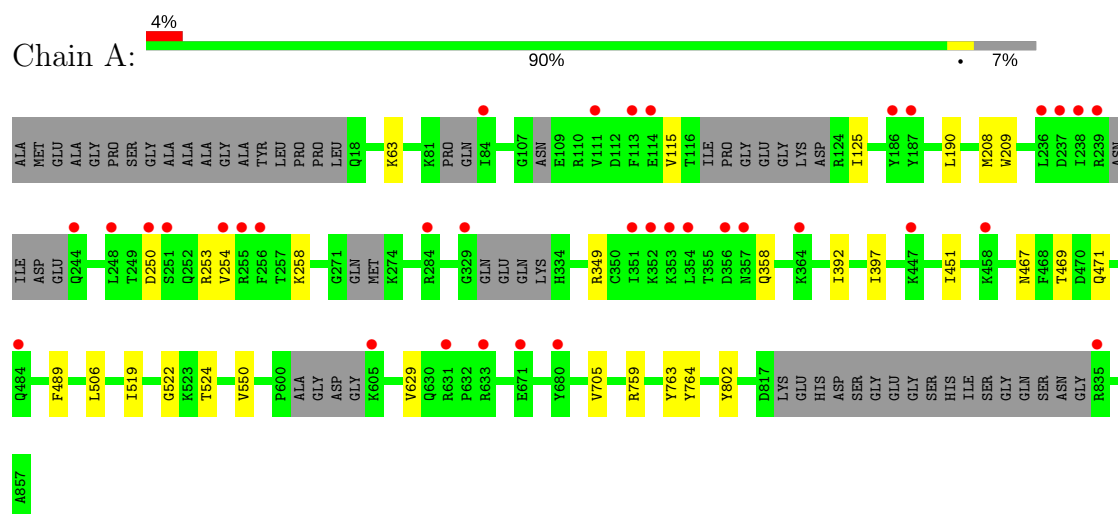 4%
Chain A:
90% • 7%
ALA MET GLU ALA GLY PRO SER GLY ALA ALA ALA GLY ALA TYR LEU PRO PRO LEU Q18 K63 K81 PRO GLN I84 G107 ASN E109 R110 V111 D112 F113 E114 V115 T116 ILE PRO GLY GLU GLY LYS ASP R124 I125 Y186 Y187 L190 M208 W209 L236 D237 I238 R239 ASN
ILE ASP GLU Q244 L248 T249 D250 S251 Q252 R253 V254 R255 F256 T257 K258 G271 GLN MET K274 R284 G329 GLN GLU GLN LYS H334 R349 C350 I351 K352 K353 L354 T355 D356 N357 Q358 K364 I392 I397 K447 I451 K458 N467 F468 T469 D470 Q471
Q484 F489 L506 I519 G522 K523 T524 V550 P600 ALA GLY ASP GLY K605 V629 Q630 R631 P632 R633 E671 Y680 V705 R759 Y763 Y764 Y802 D817 LYS GLU HIS ASP SER GLY GLU GLY SER HIS ILE SER GLY GLN SER ASN GLY R835
A857